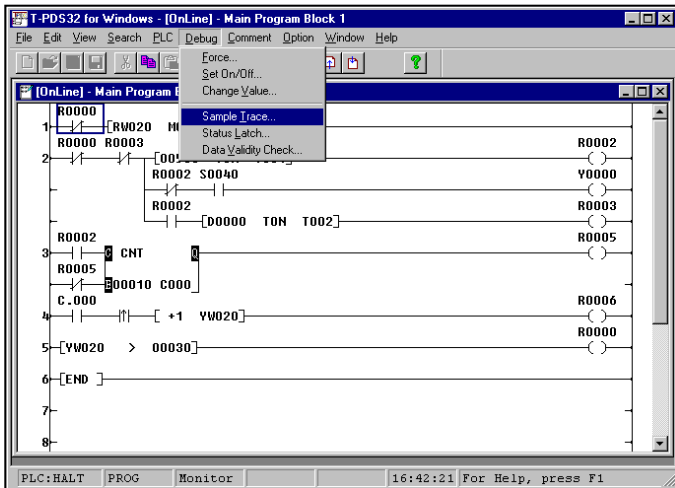 T-PDS32 for Windows - [OnLine] - Main Program Block 1
File Edit View Search PLC Debug Comment Option Window Help
Force...
Set On/Off...
Change Value...
Sample Trace...
Status Latch...
Data Validity Check...
[OnLine] - Main Program
R0000
1 [RW020
R0000 R0003 R0002
2
R0002 S0040 Y0000
R0002 R0003
[D0000 TON T002]
R0002 R0005
3 C CNT Q
R0005
E 00010 C000
C.000 R0006
4 [ +1 YW020]
R0000
5 [YW020 > 00030]
6 [END ]
7
8
PLC:HALT PROG Monitor 16:42:21 For Help, press F1